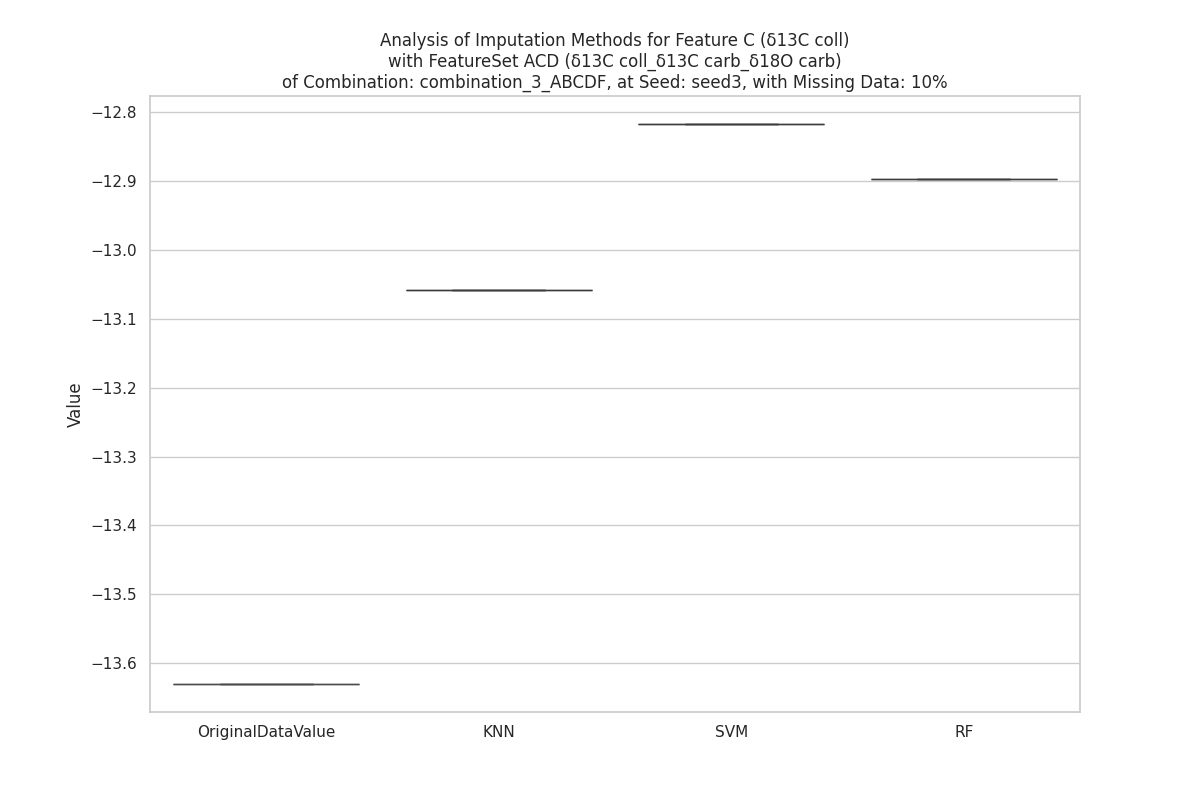 Analysis of Imputation Methods for Feature C (δ13C coll)
with FeatureSet ACD (δ13C coll_δ13C carb_δ18O carb)
of Combination: combination_3_ABCDF, at Seed: seed3, with Missing Data: 10%
−12.8
−12.9
−13.0
−13.1
−13.2
−13.3
−13.4
−13.5
−13.6
Value
OriginalDataValue
KNN
SVM
RF